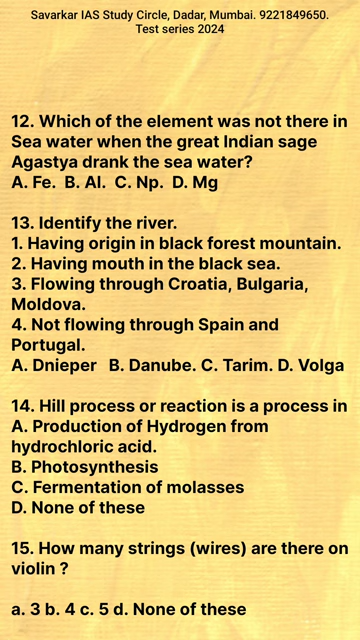 Savarkar IAS Study Circle, Dadar, Mumbai. 9221849650.
Test series 2024
12. Which of the element was not there in
Sea water when the great Indian sage
Agastya drank the sea water?
A. Fe. B. Al. C. Np. D. Mg
13. Identify the river.
1. Having origin in black forest mountain.
2. Having mouth in the black sea.
3. Flowing through Croatia, Bulgaria,
Moldova.
4. Not flowing through Spain and
Portugal.
A. Dnieper B. Danube. C. Tarim. D. Volga
14. Hill process or reaction is a process in
A. Production of Hydrogen from
hydrochloric acid.
B. Photosynthesis
C. Fermentation of molasses
D. None of these
15. How many strings (wires) are there on
violin ?
a. 3 b. 4 c. 5 d. None of these